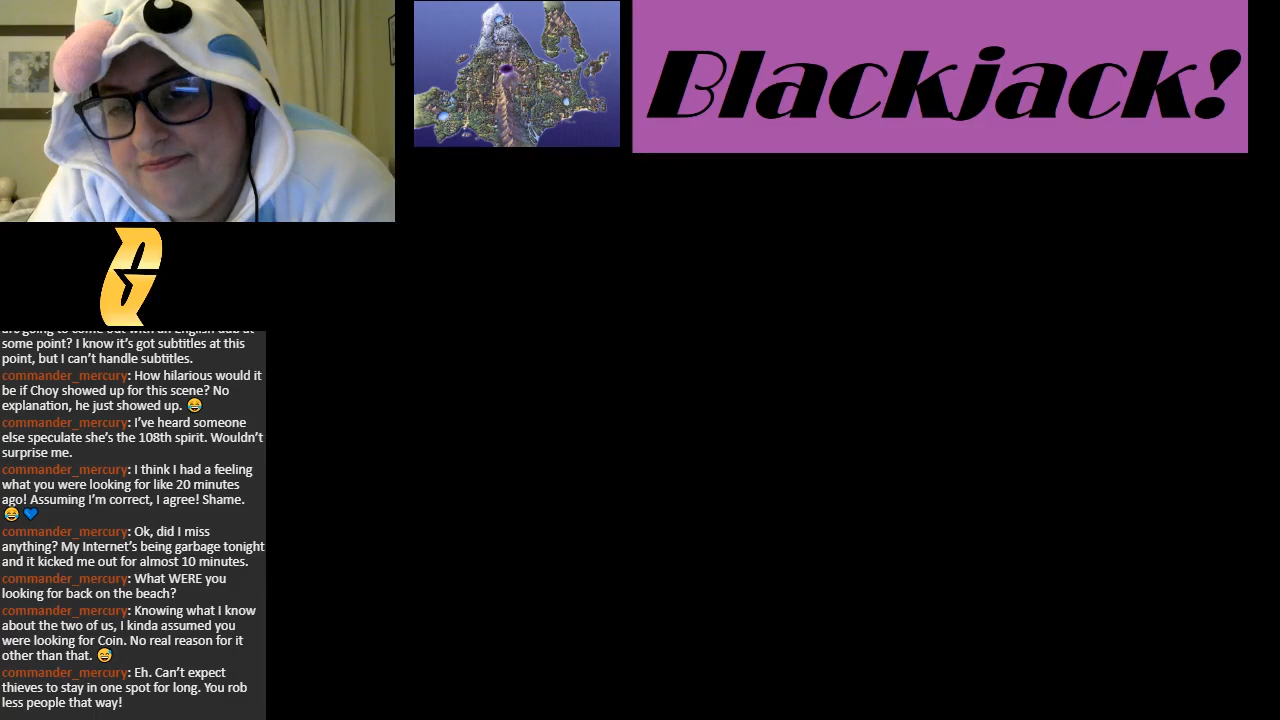 Blackjack!
some point? I know it's got subtitles at this
point, but I can't handle subtitles.
commander_mercury: How hilarious would it
be if Choy showed up for this scene? No
explanation, he just showed up. 😂
commander_mercury: I've heard someone
else speculate she's the 108th spirit. Wouldn't
surprise me.
commander_mercury: I think I had a feeling
what you were looking for like 20 minutes
ago! Assuming I'm correct, I agree! Shame.
😂 💙
commander_mercury: Ok, did I miss
anything? My Internet's being garbage tonight
and it kicked me out for almost 10 minutes.
commander_mercury: What WERE you
looking for back on the beach?
commander_mercury: Knowing what I know
about the two of us, I kinda assumed you
were looking for Coin. No real reason for it
other than that. 😅
commander_mercury: Eh. Can't expect
thieves to stay in one spot for long. You rob
less people that way!